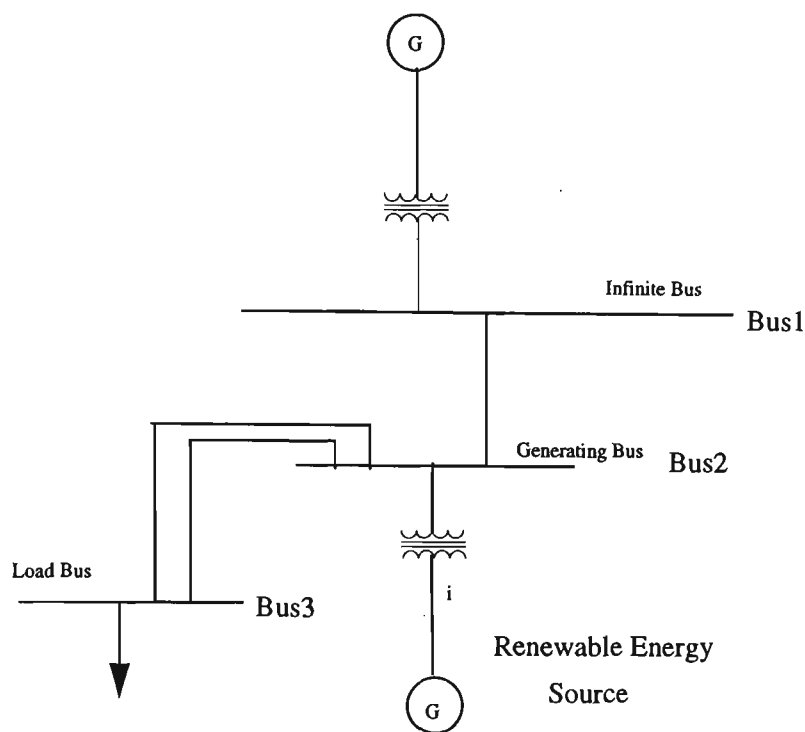 G
Infinite Bus
Bus1
Generating Bus
Bus2
Load Bus
Bus3
i
Renewable Energy
Source
G